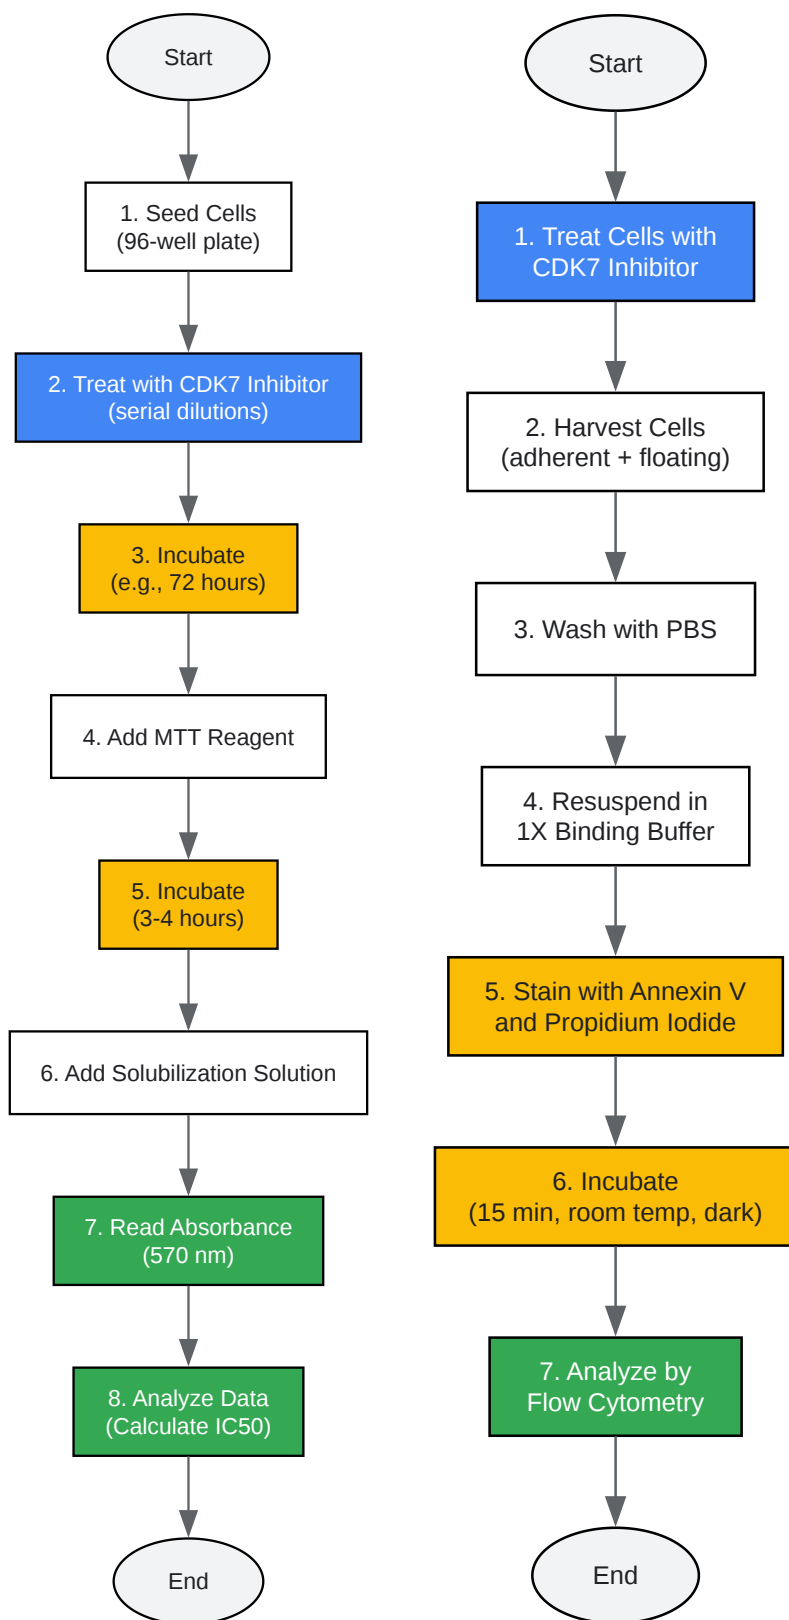 Start
1. Seed Cells
(96-well plate)
2. Treat with CDK7 Inhibitor
(serial dilutions)
3. Incubate
(e.g., 72 hours)
4. Add MTT Reagent
5. Incubate
(3-4 hours)
6. Add Solubilization Solution
7. Read Absorbance
(570 nm)
8. Analyze Data
(Calculate IC50)
End
Start
1. Treat Cells with
CDK7 Inhibitor
2. Harvest Cells
(adherent + floating)
3. Wash with PBS
4. Resuspend in
1X Binding Buffer
5. Stain with Annexin V
and Propidium Iodide
6. Incubate
(15 min, room temp, dark)
7. Analyze by
Flow Cytometry
End